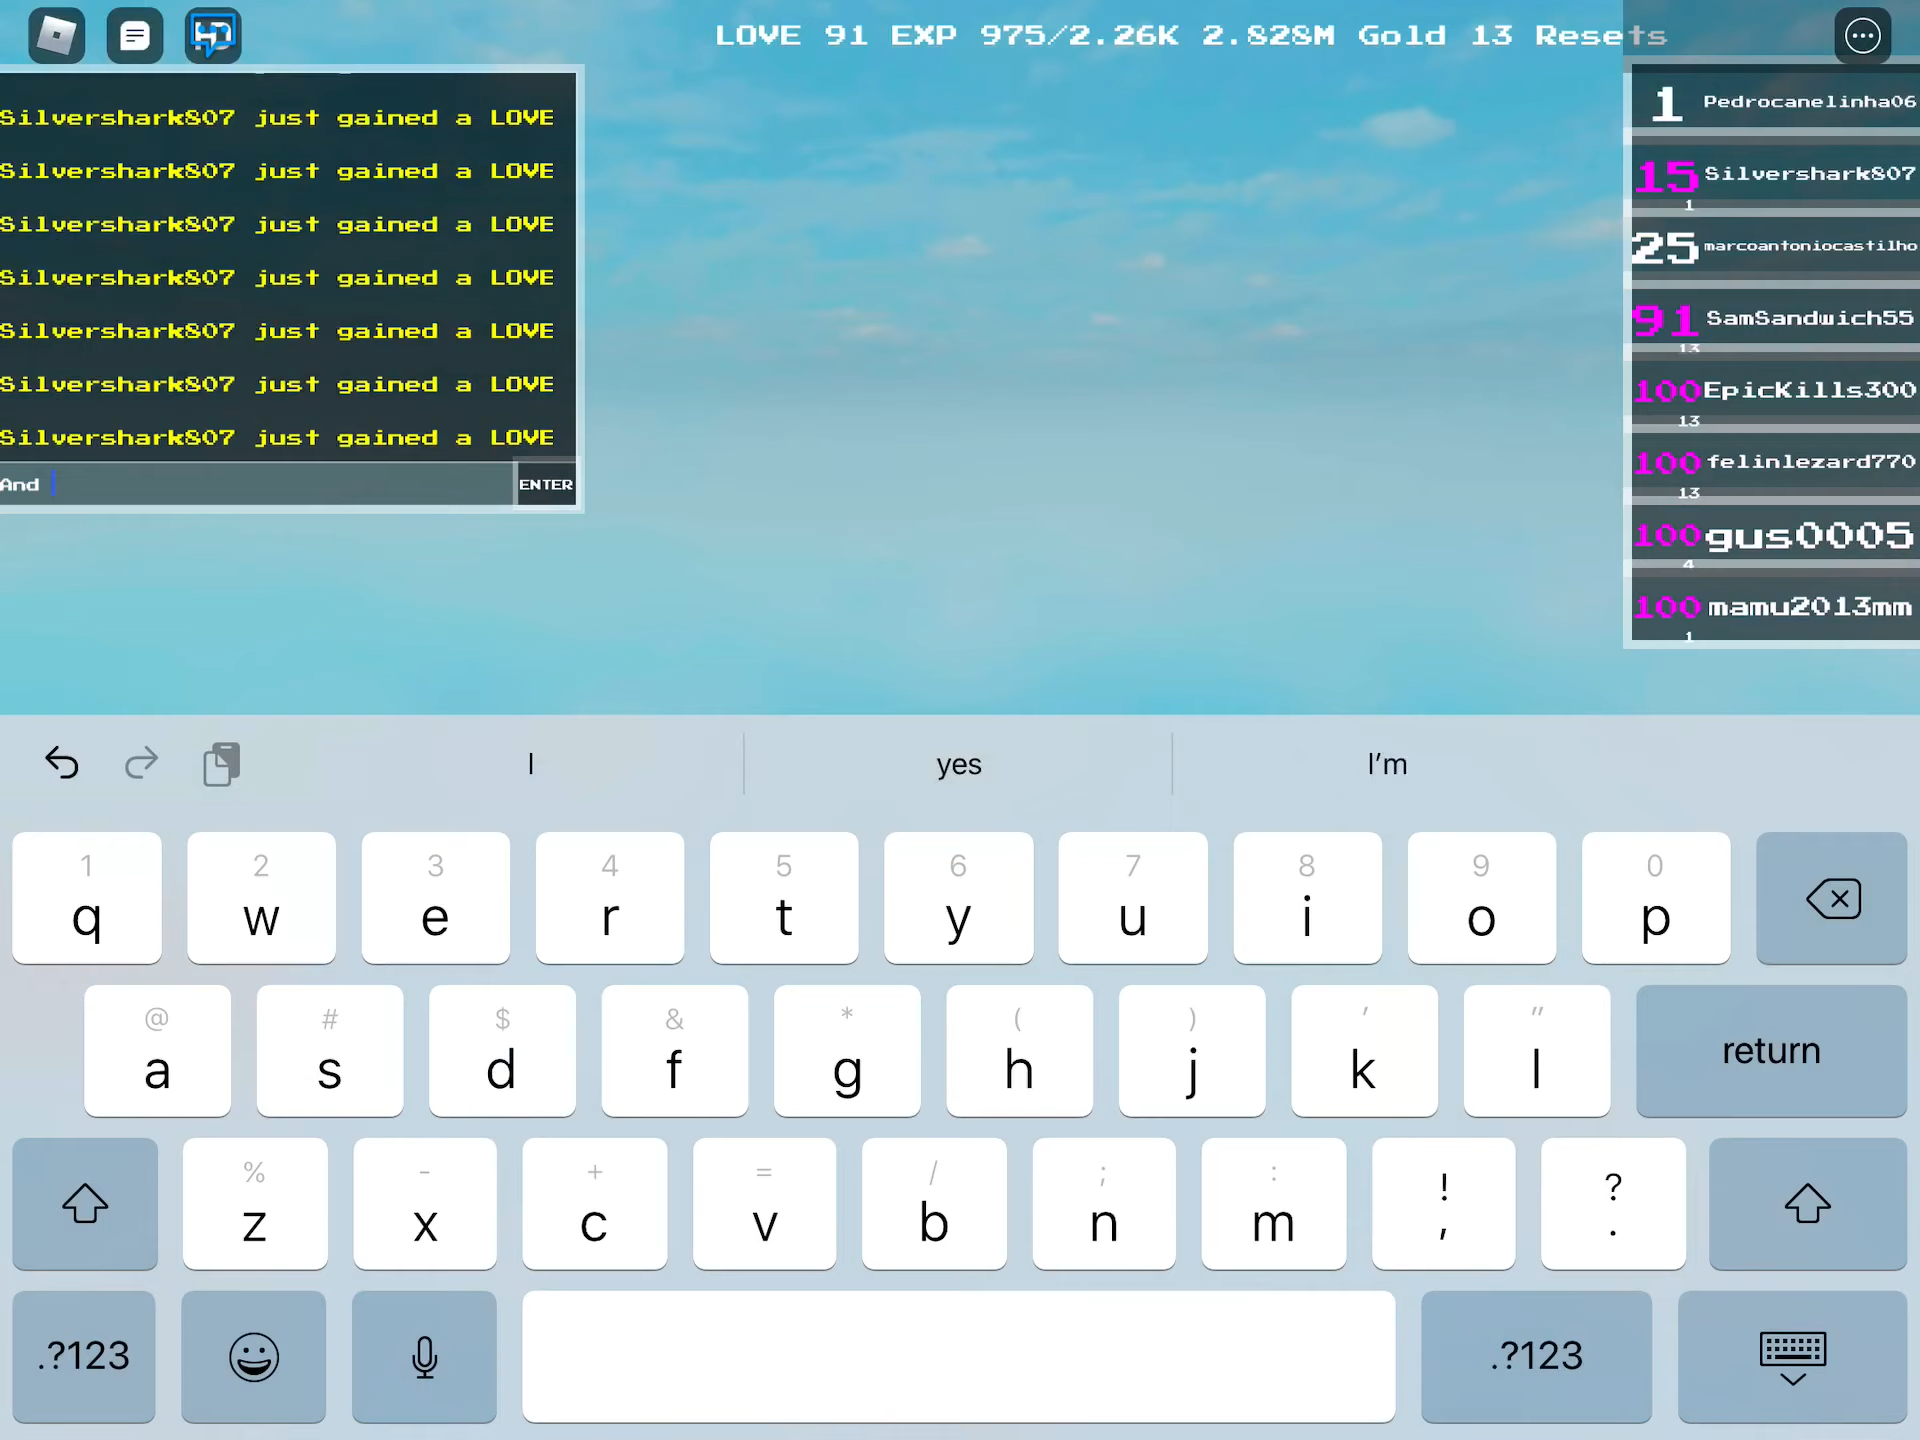 LOVE 91 EXP 975/2.26K 2.828M Gold 13 Resets
Silvershark807 just gained a LOVE
Silvershark807 just gained a LOVE
Silvershark807 just gained a LOVE
Silvershark807 just gained a LOVE
Silvershark807 just gained a LOVE
Silvershark807 just gained a LOVE
Silvershark807 just gained a LOVE
And
ENTER
1 Pedrocanelinha06
15 Silvershark807
1
25 marcoantoniocastilho
91 SamSandwich55
13
100 EpicKills300
13
100 felinlezard770
13
100 gus0005
4
100 mamu2013mm
1
I yes I’m
1 2 3 4 5 6 7 8 9 0
q w e r t y u i o p
@ # $ & * ( ) ' "
a s d f g h j k l return
% - + = / ; : ! ?
z x c v b n m , .
.?123 .?123